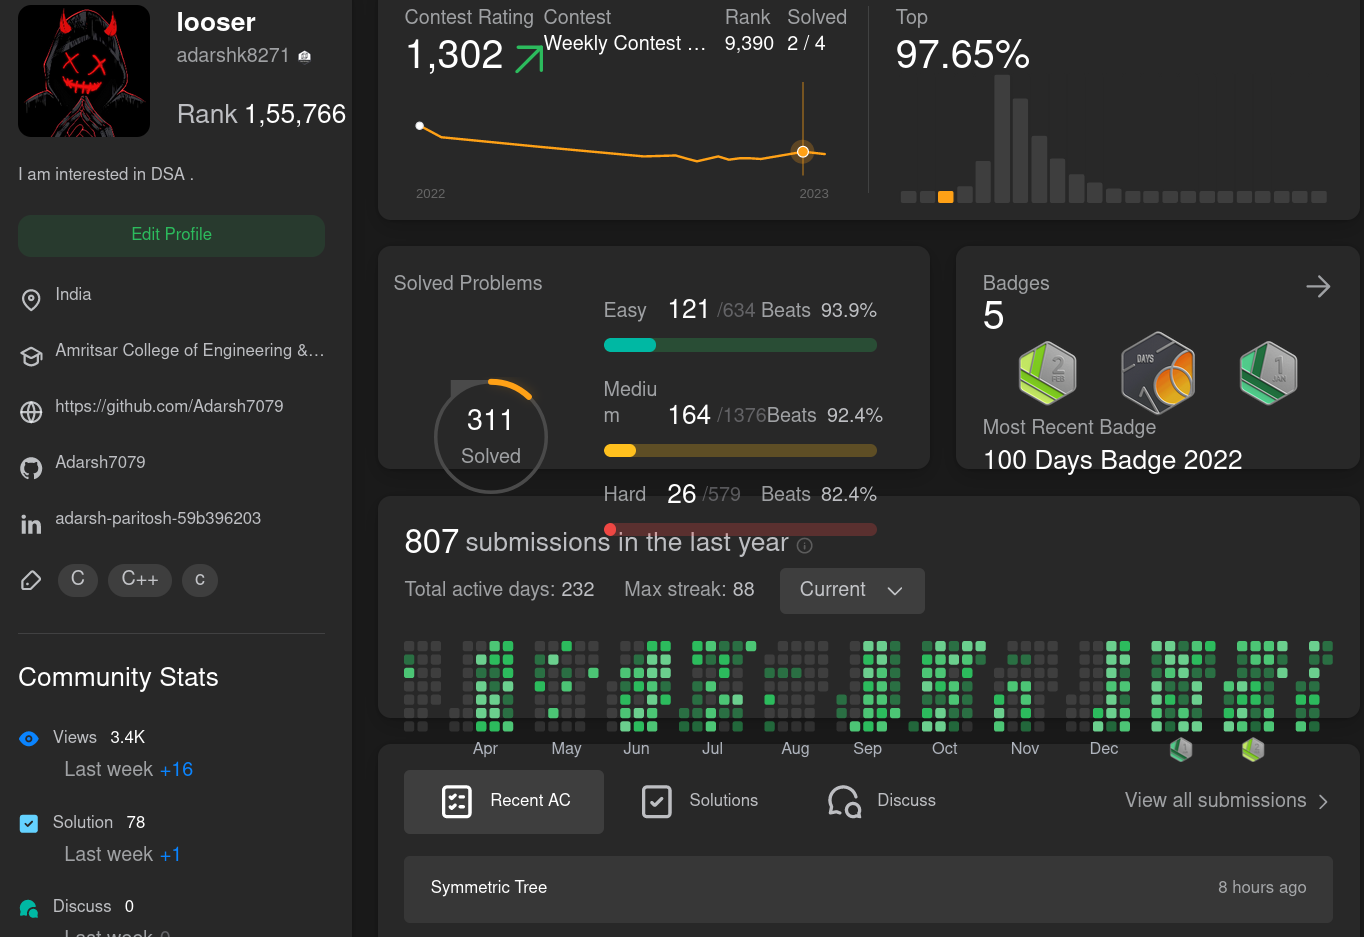 looser
adarshk8271
Rank 1,55,766
I am interested in DSA .
Edit Profile
India
Amritsar College of Engineering &…
https://github.com/Adarsh7079
Adarsh7079
adarsh-paritosh-59b396203
C C++ c
Community Stats
Views 3.4K
Last week +16
Solution 78
Last week +1
Discuss 0
Last week 0
Contest Rating
1,302
Contest
Weekly Contest …
Rank
9,390
Solved
2 / 4
2022 2023
Top
97.65%
Solved Problems
311
Solved
Easy 121 /634 Beats 93.9%
Mediu
m 164 /1376 Beats 92.4%
Hard 26 /579 Beats 82.4%
Badges
5
2
FEB
DAYS
1
JAN
Most Recent Badge
100 Days Badge 2022
807 submissions in the last year
Total active days: 232 Max streak: 88 Current
Apr May Jun Jul Aug Sep Oct Nov Dec
Recent AC Solutions Discuss View all submissions
Symmetric Tree 8 hours ago